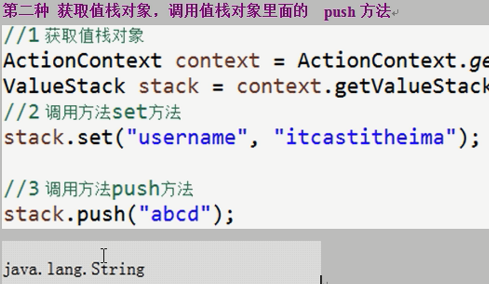 第二种 获取值栈对象，调用值栈对象里面的 push 方法
//1 获取值栈对象
ActionContext context = ActionContext.ge
ValueStack stack = context.getValueStack
//2 调用方法set方法
stack.set("username", "itcastitheima");
//3 调用方法push方法
stack.push("abcd");
java.lang.String